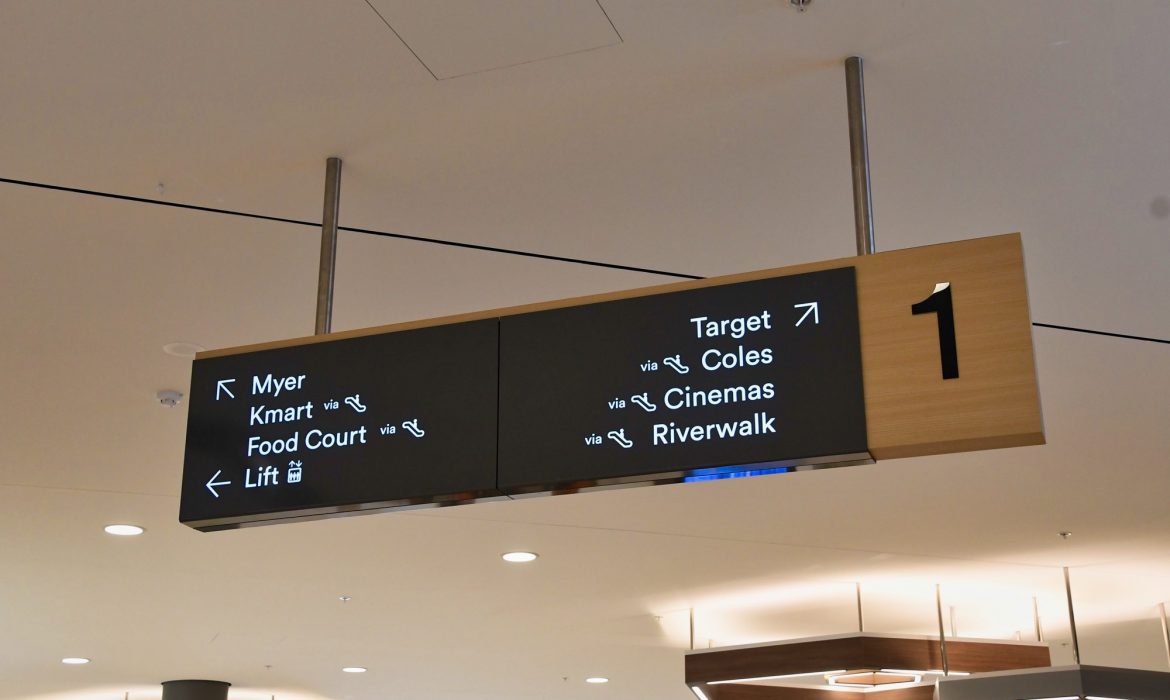 Myer
Kmart via
Food Court via
Lift
Target
via Coles
via Cinemas
via Riverwalk
1